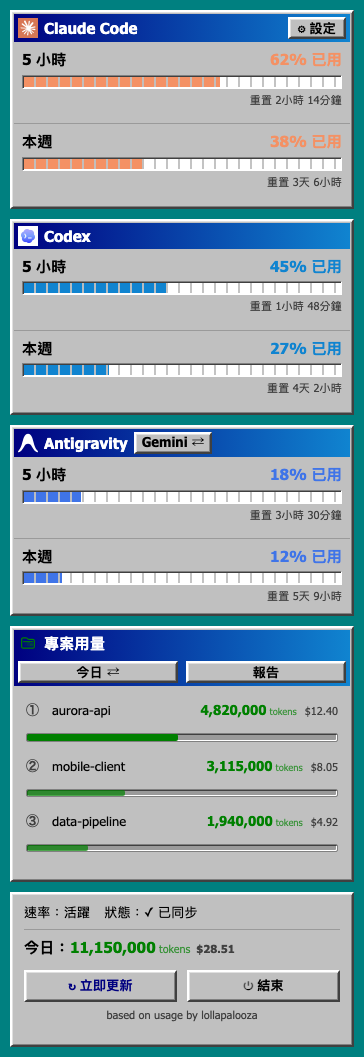 Claude Code ⚙ 設定
5 小時 62% 已用
重置 2小時 14分鐘
本週 38% 已用
重置 3天 6小時
Codex
5 小時 45% 已用
重置 1小時 48分鐘
本週 27% 已用
重置 4天 2小時
Antigravity Gemini ⇄
5 小時 18% 已用
重置 3小時 30分鐘
本週 12% 已用
重置 5天 9小時
專案用量
今日 ⇄ 報告
① aurora-api 4,820,000 tokens $12.40
② mobile-client 3,115,000 tokens $8.05
③ data-pipeline 1,940,000 tokens $4.92
速率：活躍 狀態：✓ 已同步
今日：11,150,000 tokens $28.51
↻ 立即更新 ⏻ 結束
based on usage by lollapalooza